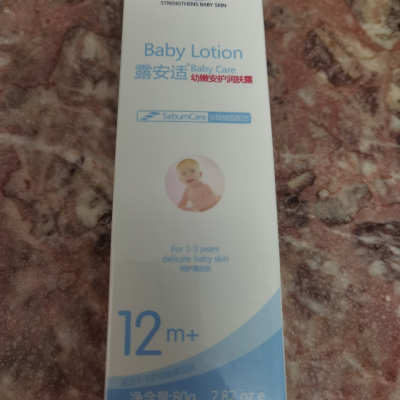 STRENGTHENS BABY SKIN
Baby Lotion
露安适® Baby Care
幼嫩安护润肤露
SebumCare
For 1-3 years
delicate baby skin
12 m+
净含量:80g 2.82 oz e